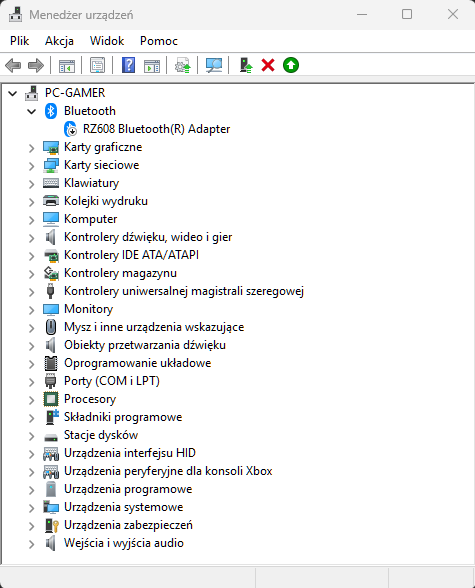 Menedżer urządzeń
Plik Akcja Widok Pomoc
PC-GAMER
Bluetooth
RZ608 Bluetooth(R) Adapter
Karty graficzne
Karty sieciowe
Klawiatury
Kolejki wydruku
Komputer
Kontrolery dźwięku, wideo i gier
Kontrolery IDE ATA/ATAPI
Kontrolery magazynu
Kontrolery uniwersalnej magistrali szeregowej
Monitory
Mysz i inne urządzenia wskazujące
Obiekty przetwarzania dźwięku
Oprogramowanie układowe
Porty (COM i LPT)
Procesory
Składniki programowe
Stacje dysków
Urządzenia interfejsu HID
Urządzenia peryferyjne dla konsoli Xbox
Urządzenia programowe
Urządzenia systemowe
Urządzenia zabezpieczeń
Wejścia i wyjścia audio